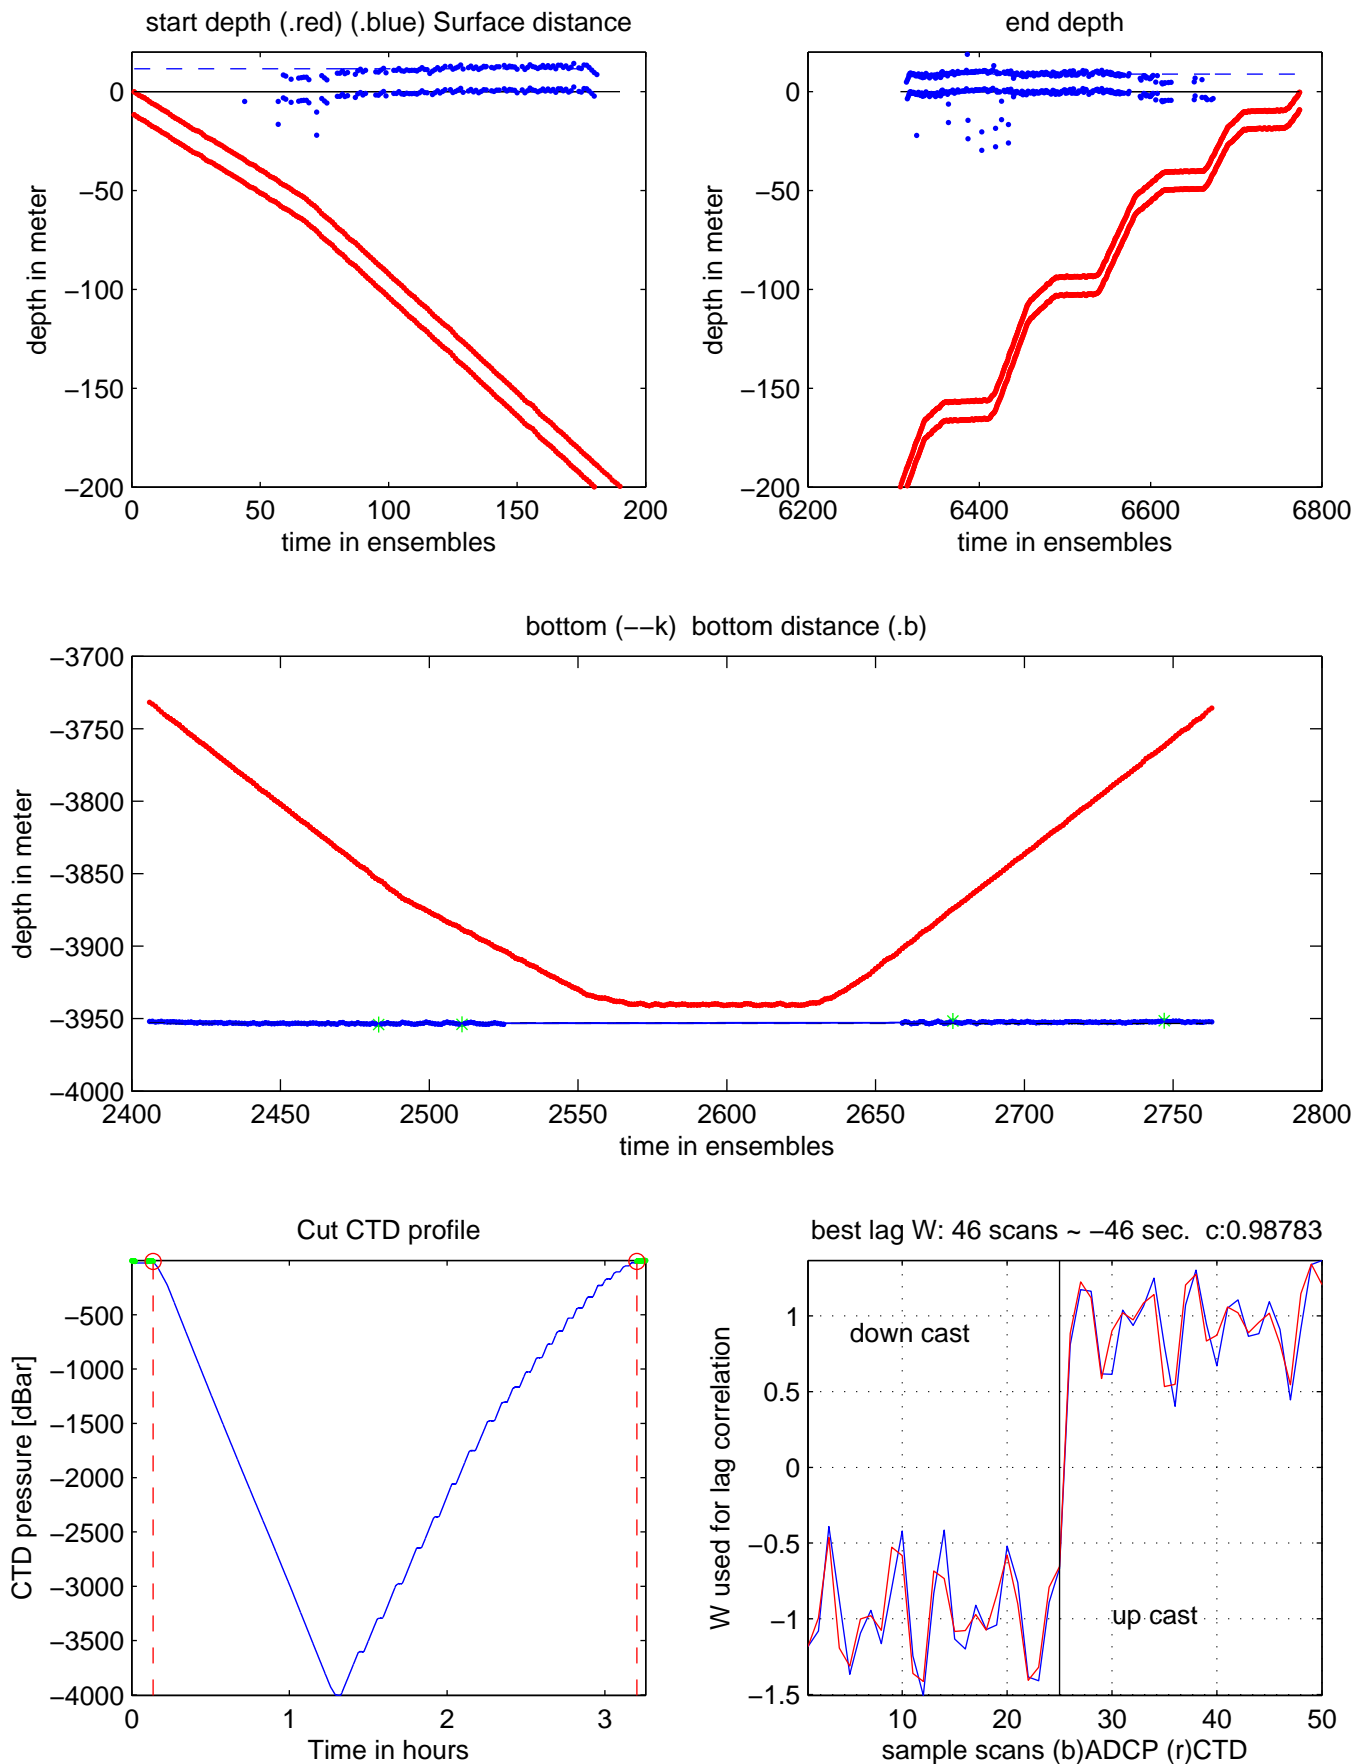 start depth (.red) (.blue) Surface distance
0
−50
−100
−150
−200
depth in meter
0 50 100 150 200
time in ensembles
end depth
0
−50
−100
−150
−200
depth in meter
6200 6400 6600 6800
time in ensembles
bottom (−−k) bottom distance (.b)
−3700
−3750
−3800
−3850
−3900
−3950
−4000
depth in meter
2400 2450 2500 2550 2600 2650 2700 2750 2800
time in ensembles
Cut CTD profile
−500
−1000
−1500
−2000
−2500
−3000
−3500
−4000
CTD pressure [dBar]
0 1 2 3
Time in hours
best lag W: 46 scans ~ −46 sec. c:0.98783
1
0.5
0
−0.5
−1
−1.5
W used for lag correlation
down cast
up cast
10 20 30 40 50
sample scans (b)ADCP (r)CTD